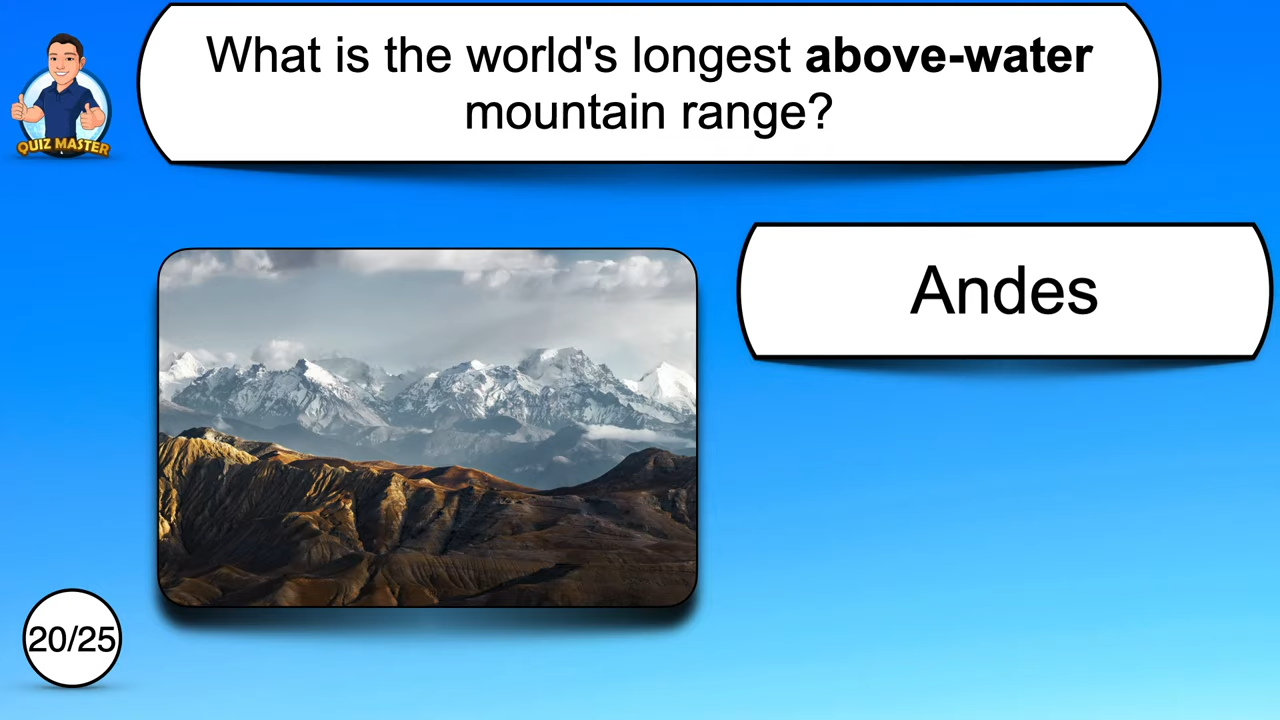 What is the world's longest above-water
mountain range?
QUIZ MASTER
Andes
20/25